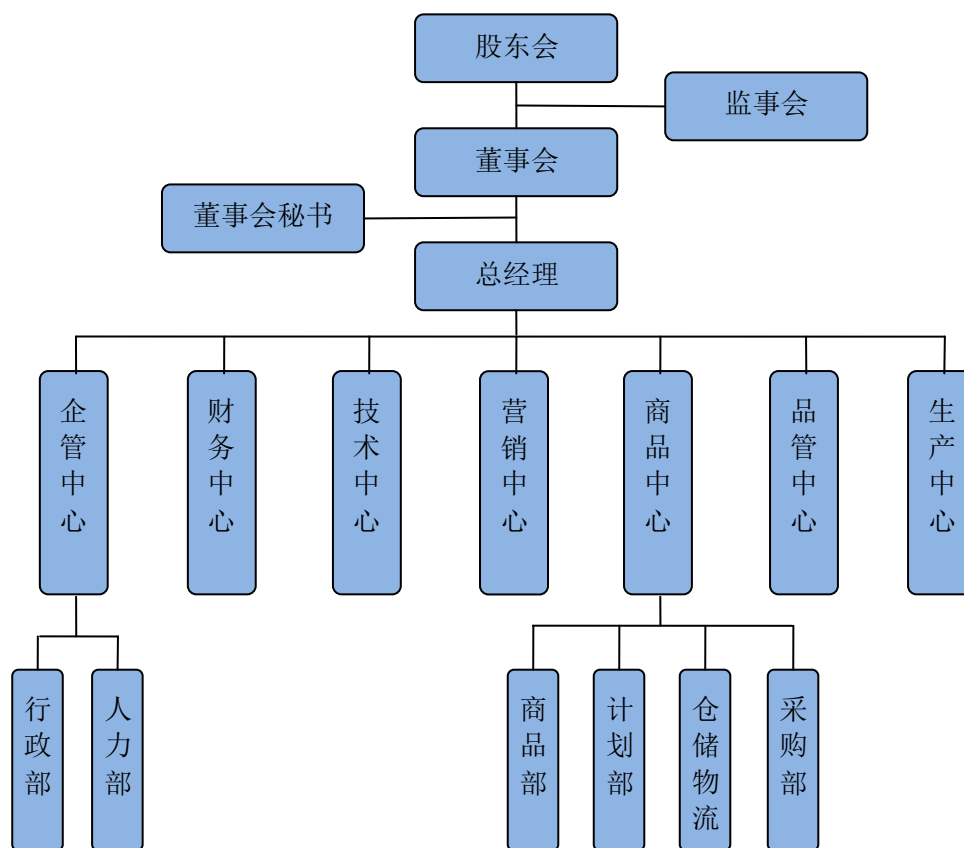 股东会
监事会
董事会
董事会秘书
总经理
企管中心
财务中心
技术中心
营销中心
商品中心
品管中心
生产中心
行政部
人力部
商品部
计划部
仓储物流
采购部